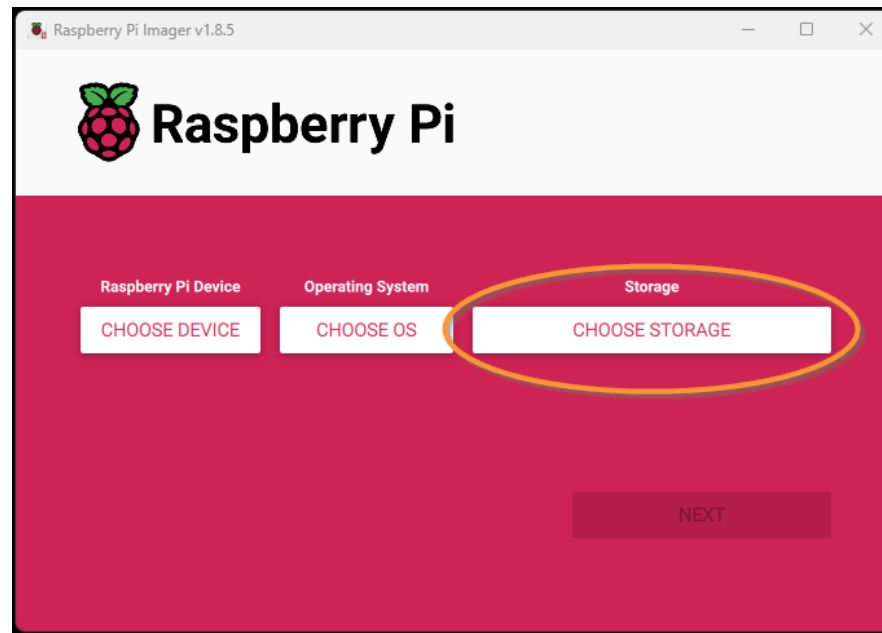 Raspberry Pi Imager v1.8.5
Raspberry Pi
Raspberry Pi Device Operating System Storage
CHOOSE DEVICE CHOOSE OS CHOOSE STORAGE
NEXT